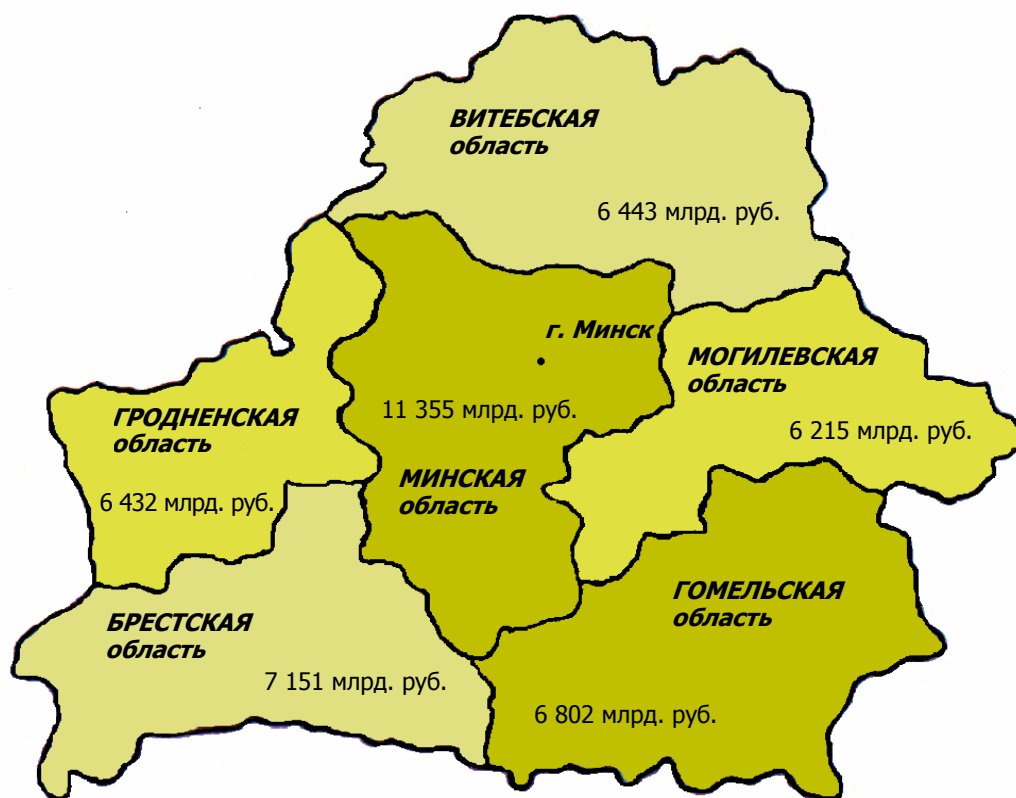 ВИТЕБСКАЯ
область
6 443 млрд. руб.
г. Минск
МОГИЛЕВСКАЯ
область
6 215 млрд. руб.
ГРОДНЕНСКАЯ
область
6 432 млрд. руб.
11 355 млрд. руб.
МИНСКАЯ
область
ГОМЕЛЬСКАЯ
область
6 802 млрд. руб.
БРЕСТСКАЯ
область
7 151 млрд. руб.